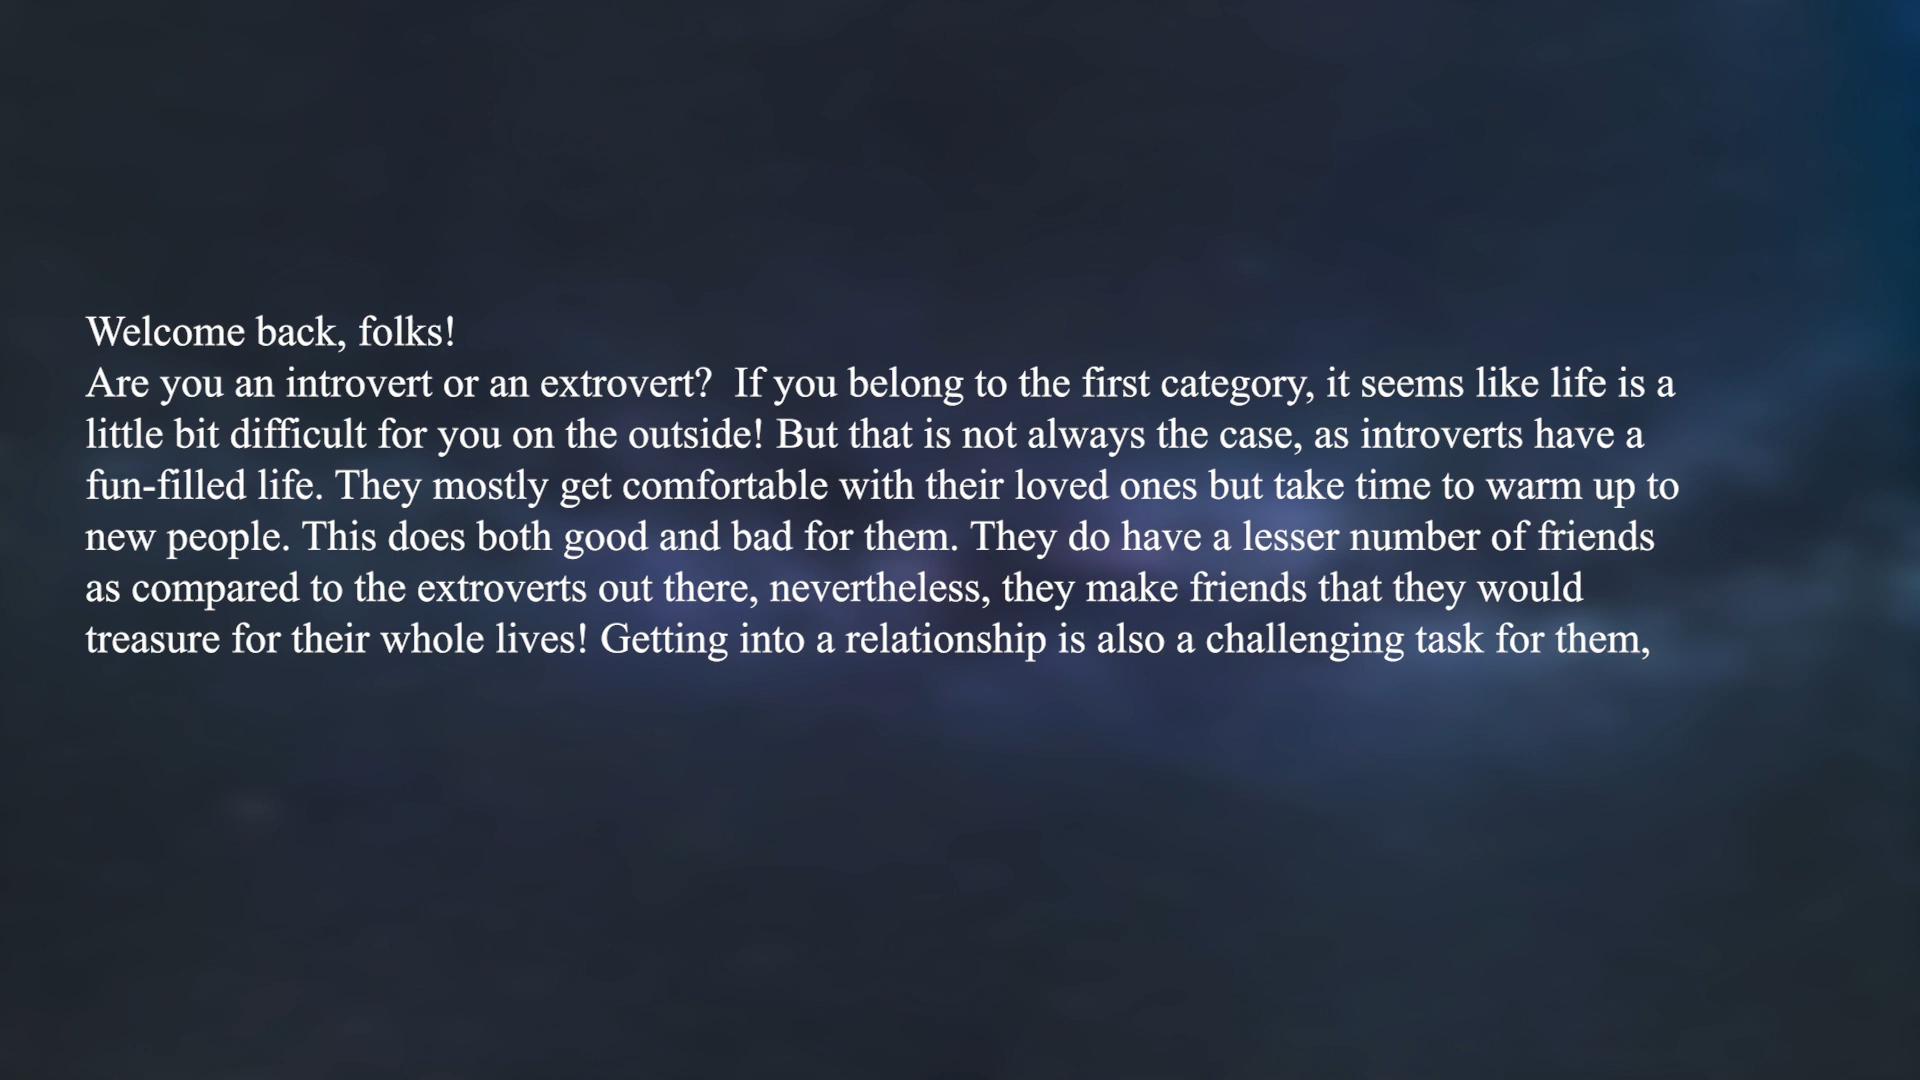 Welcome back, folks!
Are you an introvert or an extrovert?  If you belong to the first category, it seems like life is a
little bit difficult for you on the outside! But that is not always the case, as introverts have a
fun-filled life. They mostly get comfortable with their loved ones but take time to warm up to
new people. This does both good and bad for them. They do have a lesser number of friends
as compared to the extroverts out there, nevertheless, they make friends that they would
treasure for their whole lives! Getting into a relationship is also a challenging task for them,